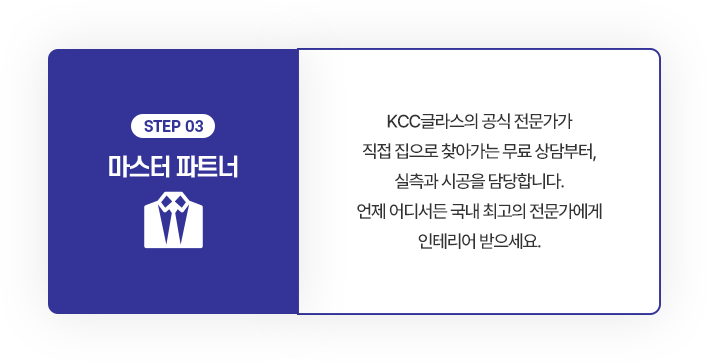 STEP 03
마스터 파트너
KCC글라스의 공식 전문가가
직접 집으로 찾아가는 무료 상담부터,
실측과 시공을 담당합니다.
언제 어디서든 국내 최고의 전문가에게
인테리어 받으세요.